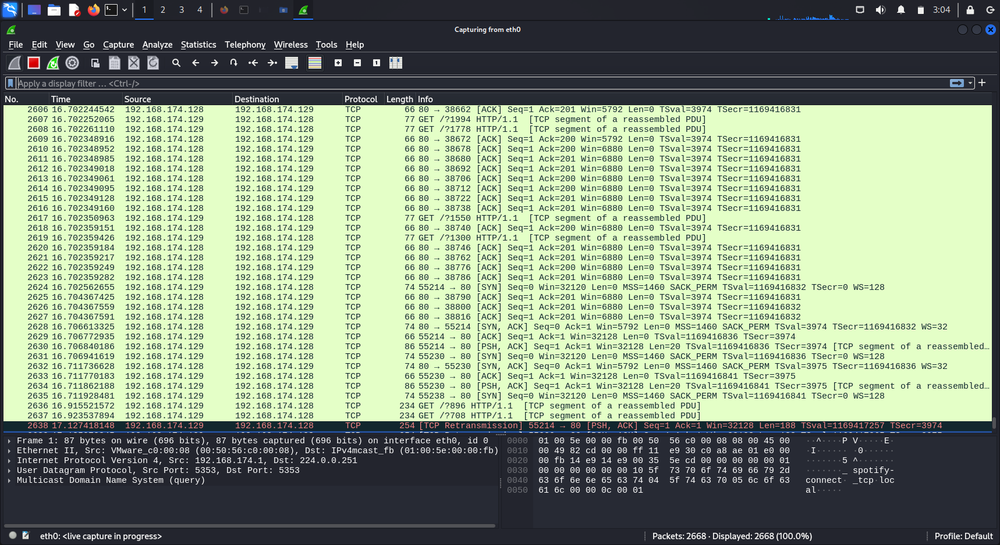 1 2 3 4 3:04
Capturing from eth0
File Edit View Go Capture Analyze Statistics Telephony Wireless Tools Help
Apply a display filter … <Ctrl-/>
No. Time Source Destination Protocol Length Info
2606 16.702244542 192.168.174.128 192.168.174.129 TCP 66 80 → 38662 [ACK] Seq=1 Ack=201 Win=5792 Len=0 TSval=3974 TSecr=1169416831
2607 16.702252065 192.168.174.129 192.168.174.128 TCP 77 GET /?1994 HTTP/1.1 [TCP segment of a reassembled PDU]
2608 16.702261110 192.168.174.129 192.168.174.128 TCP 77 GET /?1778 HTTP/1.1 [TCP segment of a reassembled PDU]
2609 16.702348916 192.168.174.128 192.168.174.129 TCP 66 80 → 38672 [ACK] Seq=1 Ack=200 Win=5792 Len=0 TSval=3974 TSecr=1169416831
2610 16.702348952 192.168.174.128 192.168.174.129 TCP 66 80 → 38678 [ACK] Seq=1 Ack=200 Win=6880 Len=0 TSval=3974 TSecr=1169416831
2611 16.702348985 192.168.174.128 192.168.174.129 TCP 66 80 → 38680 [ACK] Seq=1 Ack=201 Win=6880 Len=0 TSval=3974 TSecr=1169416831
2612 16.702349018 192.168.174.128 192.168.174.129 TCP 66 80 → 38692 [ACK] Seq=1 Ack=201 Win=6880 Len=0 TSval=3974 TSecr=1169416831
2613 16.702349061 192.168.174.128 192.168.174.129 TCP 66 80 → 38706 [ACK] Seq=1 Ack=200 Win=6880 Len=0 TSval=3974 TSecr=1169416831
2614 16.702349095 192.168.174.128 192.168.174.129 TCP 66 80 → 38712 [ACK] Seq=1 Ack=201 Win=6880 Len=0 TSval=3974 TSecr=1169416831
2615 16.702349128 192.168.174.128 192.168.174.129 TCP 66 80 → 38722 [ACK] Seq=1 Ack=201 Win=6880 Len=0 TSval=3974 TSecr=1169416831
2616 16.702349160 192.168.174.128 192.168.174.129 TCP 66 80 → 38738 [ACK] Seq=1 Ack=201 Win=6880 Len=0 TSval=3974 TSecr=1169416831
2617 16.702350963 192.168.174.129 192.168.174.128 TCP 77 GET /?1550 HTTP/1.1 [TCP segment of a reassembled PDU]
2618 16.702359151 192.168.174.128 192.168.174.129 TCP 66 80 → 38740 [ACK] Seq=1 Ack=200 Win=6880 Len=0 TSval=3974 TSecr=1169416831
2619 16.702359426 192.168.174.129 192.168.174.128 TCP 77 GET /?1300 HTTP/1.1 [TCP segment of a reassembled PDU]
2620 16.702359184 192.168.174.128 192.168.174.129 TCP 66 80 → 38746 [ACK] Seq=1 Ack=201 Win=6880 Len=0 TSval=3974 TSecr=1169416831
2621 16.702359217 192.168.174.128 192.168.174.129 TCP 66 80 → 38762 [ACK] Seq=1 Ack=201 Win=6880 Len=0 TSval=3974 TSecr=1169416831
2622 16.702359249 192.168.174.128 192.168.174.129 TCP 66 80 → 38776 [ACK] Seq=1 Ack=201 Win=6880 Len=0 TSval=3974 TSecr=1169416831
2623 16.702359282 192.168.174.128 192.168.174.129 TCP 66 80 → 38786 [ACK] Seq=1 Ack=201 Win=6880 Len=0 TSval=3974 TSecr=1169416831
2624 16.702562655 192.168.174.129 192.168.174.128 TCP 74 55214 → 80 [SYN] Seq=0 Win=32120 Len=0 MSS=1460 SACK_PERM TSval=1169416832 TSecr=0 WS=128
2625 16.704367425 192.168.174.128 192.168.174.129 TCP 66 80 → 38790 [ACK] Seq=1 Ack=201 Win=6880 Len=0 TSval=3974 TSecr=1169416831
2626 16.704367559 192.168.174.128 192.168.174.129 TCP 66 80 → 38800 [ACK] Seq=1 Ack=201 Win=6880 Len=0 TSval=3974 TSecr=1169416832
2627 16.704367591 192.168.174.128 192.168.174.129 TCP 66 80 → 38816 [ACK] Seq=1 Ack=201 Win=6880 Len=0 TSval=3974 TSecr=1169416832
2628 16.706613325 192.168.174.128 192.168.174.129 TCP 74 80 → 55214 [SYN, ACK] Seq=0 Ack=1 Win=5792 Len=0 MSS=1460 SACK_PERM TSval=3974 TSecr=1169416832 WS=32
2629 16.706772935 192.168.174.129 192.168.174.128 TCP 66 55214 → 80 [ACK] Seq=1 Ack=1 Win=32128 Len=0 TSval=1169416836 TSecr=3974
2630 16.706840186 192.168.174.129 192.168.174.128 TCP 86 55214 → 80 [PSH, ACK] Seq=1 Ack=1 Win=32128 Len=20 TSval=1169416836 TSecr=3974 [TCP segment of a reassembled…
2631 16.706941619 192.168.174.129 192.168.174.128 TCP 74 55230 → 80 [SYN] Seq=0 Win=32120 Len=0 MSS=1460 SACK_PERM TSval=1169416836 TSecr=0 WS=128
2632 16.711736628 192.168.174.128 192.168.174.129 TCP 74 80 → 55230 [SYN, ACK] Seq=0 Ack=1 Win=5792 Len=0 MSS=1460 SACK_PERM TSval=3975 TSecr=1169416836 WS=32
2633 16.711770183 192.168.174.129 192.168.174.128 TCP 66 55230 → 80 [ACK] Seq=1 Ack=1 Win=32128 Len=0 TSval=1169416841 TSecr=3975
2634 16.711862188 192.168.174.129 192.168.174.128 TCP 86 55230 → 80 [PSH, ACK] Seq=1 Ack=1 Win=32128 Len=20 TSval=1169416841 TSecr=3975 [TCP segment of a reassembled…
2635 16.711928481 192.168.174.129 192.168.174.128 TCP 74 55238 → 80 [SYN] Seq=0 Win=32120 Len=0 MSS=1460 SACK_PERM TSval=1169416841 TSecr=0 WS=128
2636 16.915521572 192.168.174.129 192.168.174.128 TCP 234 GET /?896 HTTP/1.1 [TCP segment of a reassembled PDU]
2637 16.923537894 192.168.174.129 192.168.174.128 TCP 234 GET /?708 HTTP/1.1 [TCP segment of a reassembled PDU]
2638 17.127418148 192.168.174.129 192.168.174.128 TCP 254 [TCP Retransmission] 55214 → 80 [PSH, ACK] Seq=1 Ack=1 Win=32128 Len=188 TSval=1169417257 TSecr=3974
Frame 1: 87 bytes on wire (696 bits), 87 bytes captured (696 bits) on interface eth0, id 0
Ethernet II, Src: VMware_c0:00:08 (00:50:56:c0:00:08), Dst: IPv4mcast_fb (01:00:5e:00:00:fb)
Internet Protocol Version 4, Src: 192.168.174.1, Dst: 224.0.0.251
User Datagram Protocol, Src Port: 5353, Dst Port: 5353
Multicast Domain Name System (query)
0000 01 00 5e 00 00 fb 00 50 56 c0 00 08 08 00 45 00 ··^····P V·····E·
0010 00 49 82 cd 00 00 ff 11 e9 30 c0 a8 ae 01 e0 00 ·I······ ·0······
0020 00 fb 14 e9 14 e9 00 35 5e cd 00 00 00 00 00 01 ·······5 ^·······
0030 00 00 00 00 00 00 10 5f 73 70 6f 74 69 66 79 2d ·······_ spotify-
0040 63 6f 6e 6e 65 63 74 04 5f 74 63 70 05 6c 6f 63 connect· _tcp·loc
0050 61 6c 00 00 0c 00 01 al·····
eth0: <live capture in progress> Packets: 2668 · Displayed: 2668 (100.0%) Profile: Default